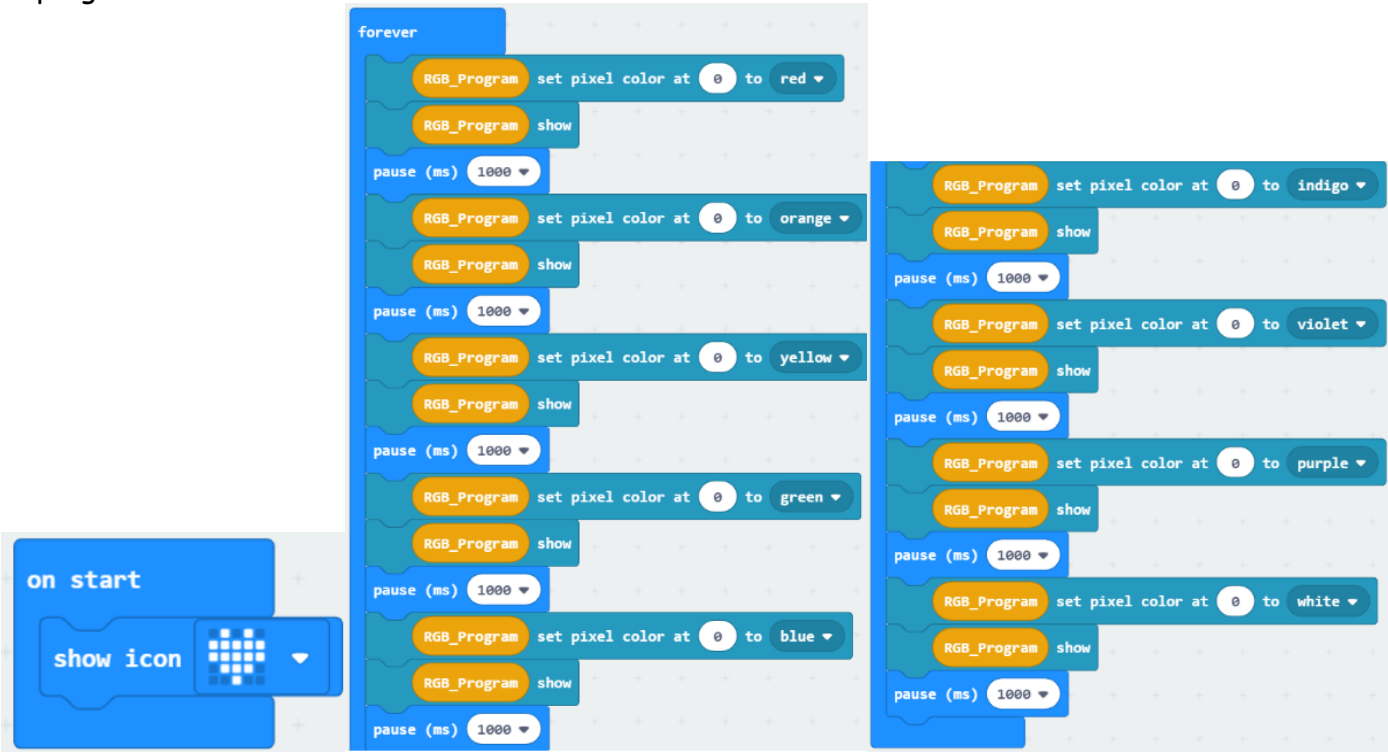 on start
show icon
forever
RGB_Program set pixel color at 0 to red
RGB_Program show
pause (ms) 1000
RGB_Program set pixel color at 0 to orange
RGB_Program show
pause (ms) 1000
RGB_Program set pixel color at 0 to yellow
RGB_Program show
pause (ms) 1000
RGB_Program set pixel color at 0 to green
RGB_Program show
pause (ms) 1000
RGB_Program set pixel color at 0 to blue
RGB_Program show
pause (ms) 1000
RGB_Program set pixel color at 0 to indigo
RGB_Program show
pause (ms) 1000
RGB_Program set pixel color at 0 to violet
RGB_Program show
pause (ms) 1000
RGB_Program set pixel color at 0 to purple
RGB_Program show
pause (ms) 1000
RGB_Program set pixel color at 0 to white
RGB_Program show
pause (ms) 1000